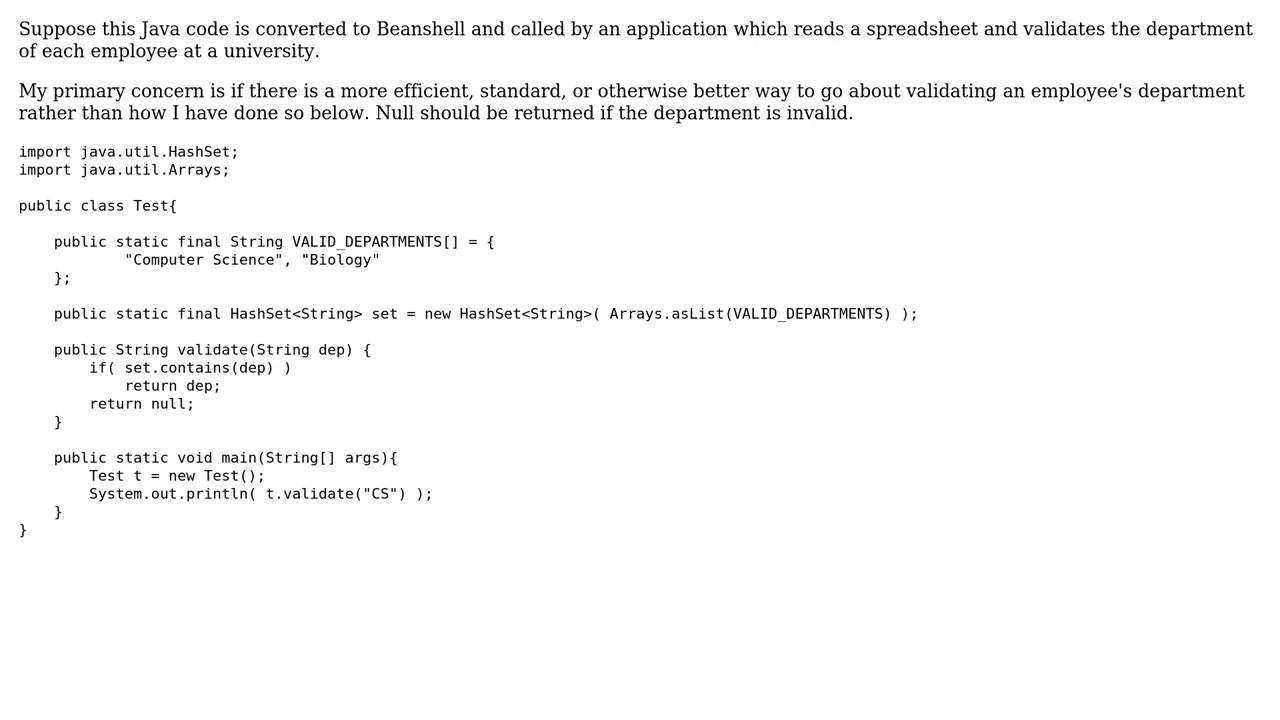 Suppose this Java code is converted to Beanshell and called by an application which reads a spreadsheet and validates the department
of each employee at a university.
My primary concern is if there is a more efficient, standard, or otherwise better way to go about validating an employee's department
rather than how I have done so below. Null should be returned if the department is invalid.
import java.util.HashSet;
import java.util.Arrays;
public class Test{
    public static final String VALID_DEPARTMENTS[] = {
            "Computer Science", "Biology"
    };
    public static final HashSet<String> set = new HashSet<String>( Arrays.asList(VALID_DEPARTMENTS) );
    public String validate(String dep) {
        if( set.contains(dep) )
            return dep;
        return null;
    }
    public static void main(String[] args){
        Test t = new Test();
        System.out.println( t.validate("CS") );
    }
}